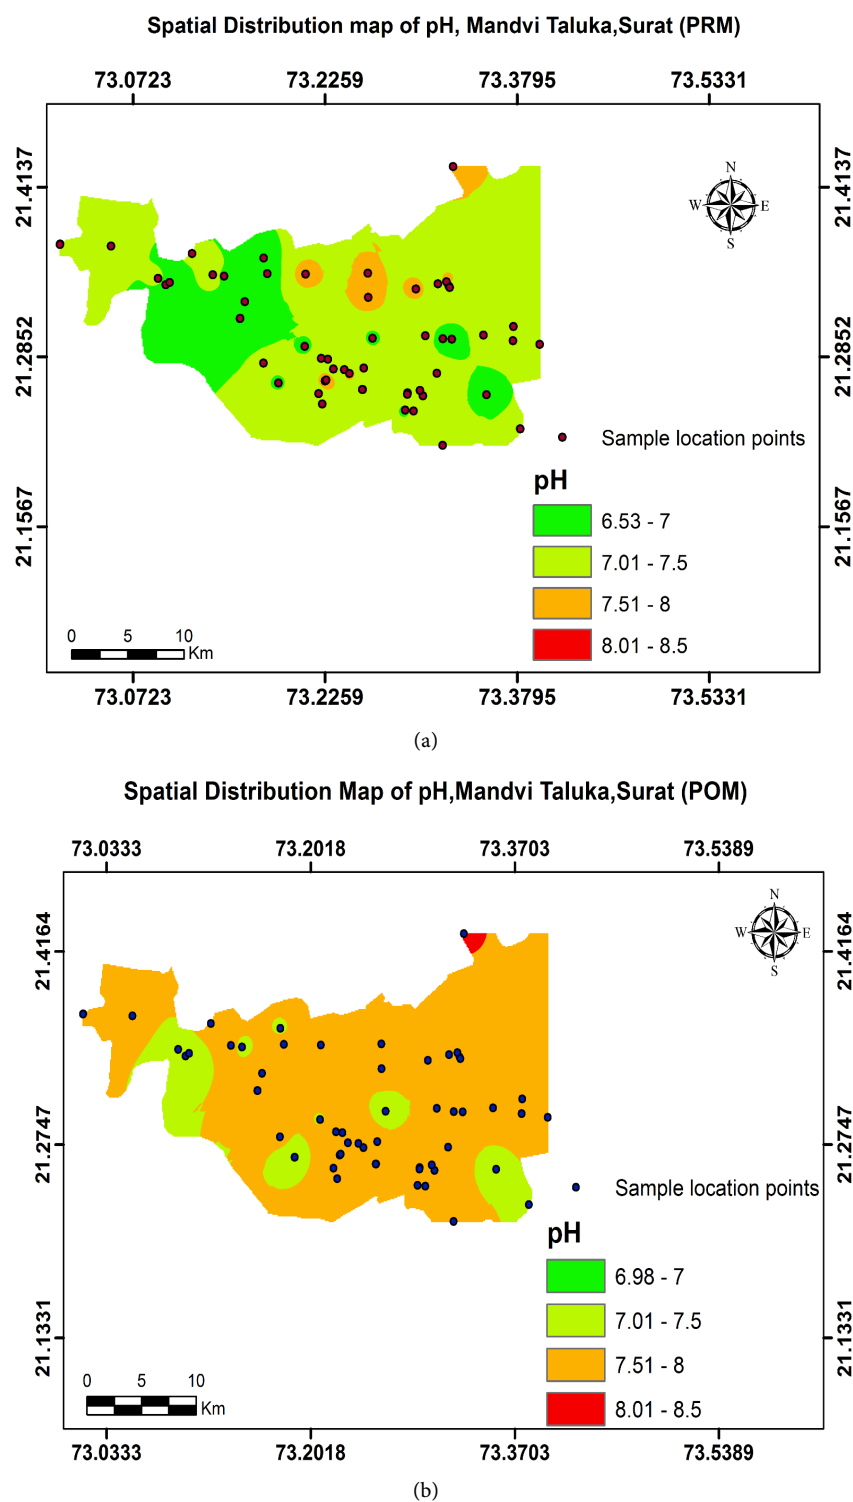 Spatial Distribution map of pH, Mandvi Taluka,Surat (PRM)
73.0723 73.2259 73.3795 73.5331
21.4137 21.4137
N
W E
S
21.2852 21.2852
Sample location points
pH
21.1567 21.1567
6.53 - 7
7.01 - 7.5
7.51 - 8
8.01 - 8.5
0 5 10
Km
73.0723 73.2259 73.3795 73.5331
(a)
Spatial Distribution Map of pH,Mandvi Taluka,Surat (POM)
73.0333 73.2018 73.3703 73.5389
21.4164 21.4164
N
W E
S
21.2747 21.2747
Sample location points
pH
6.98 - 7
7.01 - 7.5
21.1331 21.1331
7.51 - 8
8.01 - 8.5
0 5 10
Km
73.0333 73.2018 73.3703 73.5389
(b)